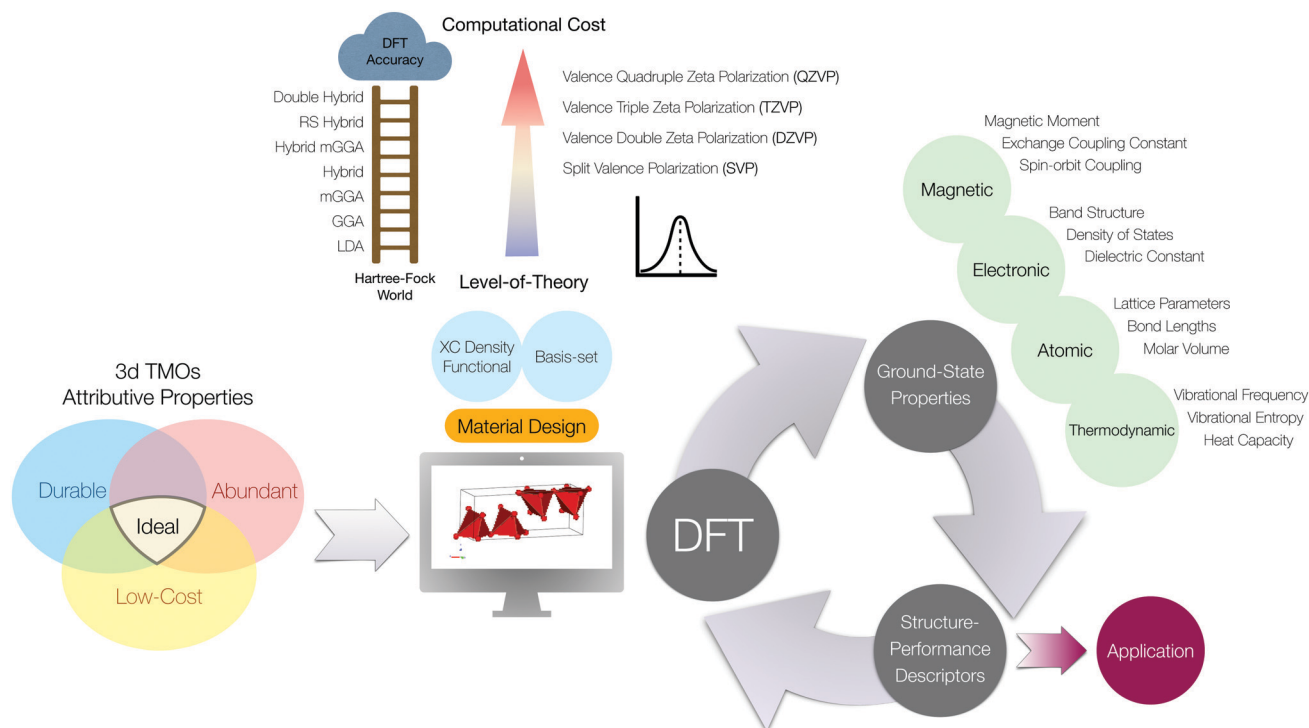 Computational Cost
DFT
Accuracy
Double Hybrid
RS Hybrid
Hybrid mGGA
Hybrid
mGGA
GGA
LDA
Hartree-Fock
World
Valence Quadruple Zeta Polarization (QZVP)
Valence Triple Zeta Polarization (TZVP)
Valence Double Zeta Polarization (DZVP)
Split Valence Polarization (SVP)
Level-of-Theory
XC Density
Functional
Basis-set
Material Design
3d TMOs
Attributive Properties
Durable
Abundant
Ideal
Low-Cost
DFT
Ground-State
Properties
Structure-
Performance
Descriptors
Application
Magnetic
Magnetic Moment
Exchange Coupling Constant
Spin-orbit Coupling
Electronic
Band Structure
Density of States
Dielectric Constant
Atomic
Lattice Parameters
Bond Lengths
Molar Volume
Thermodynamic
Vibrational Frequency
Vibrational Entropy
Heat Capacity